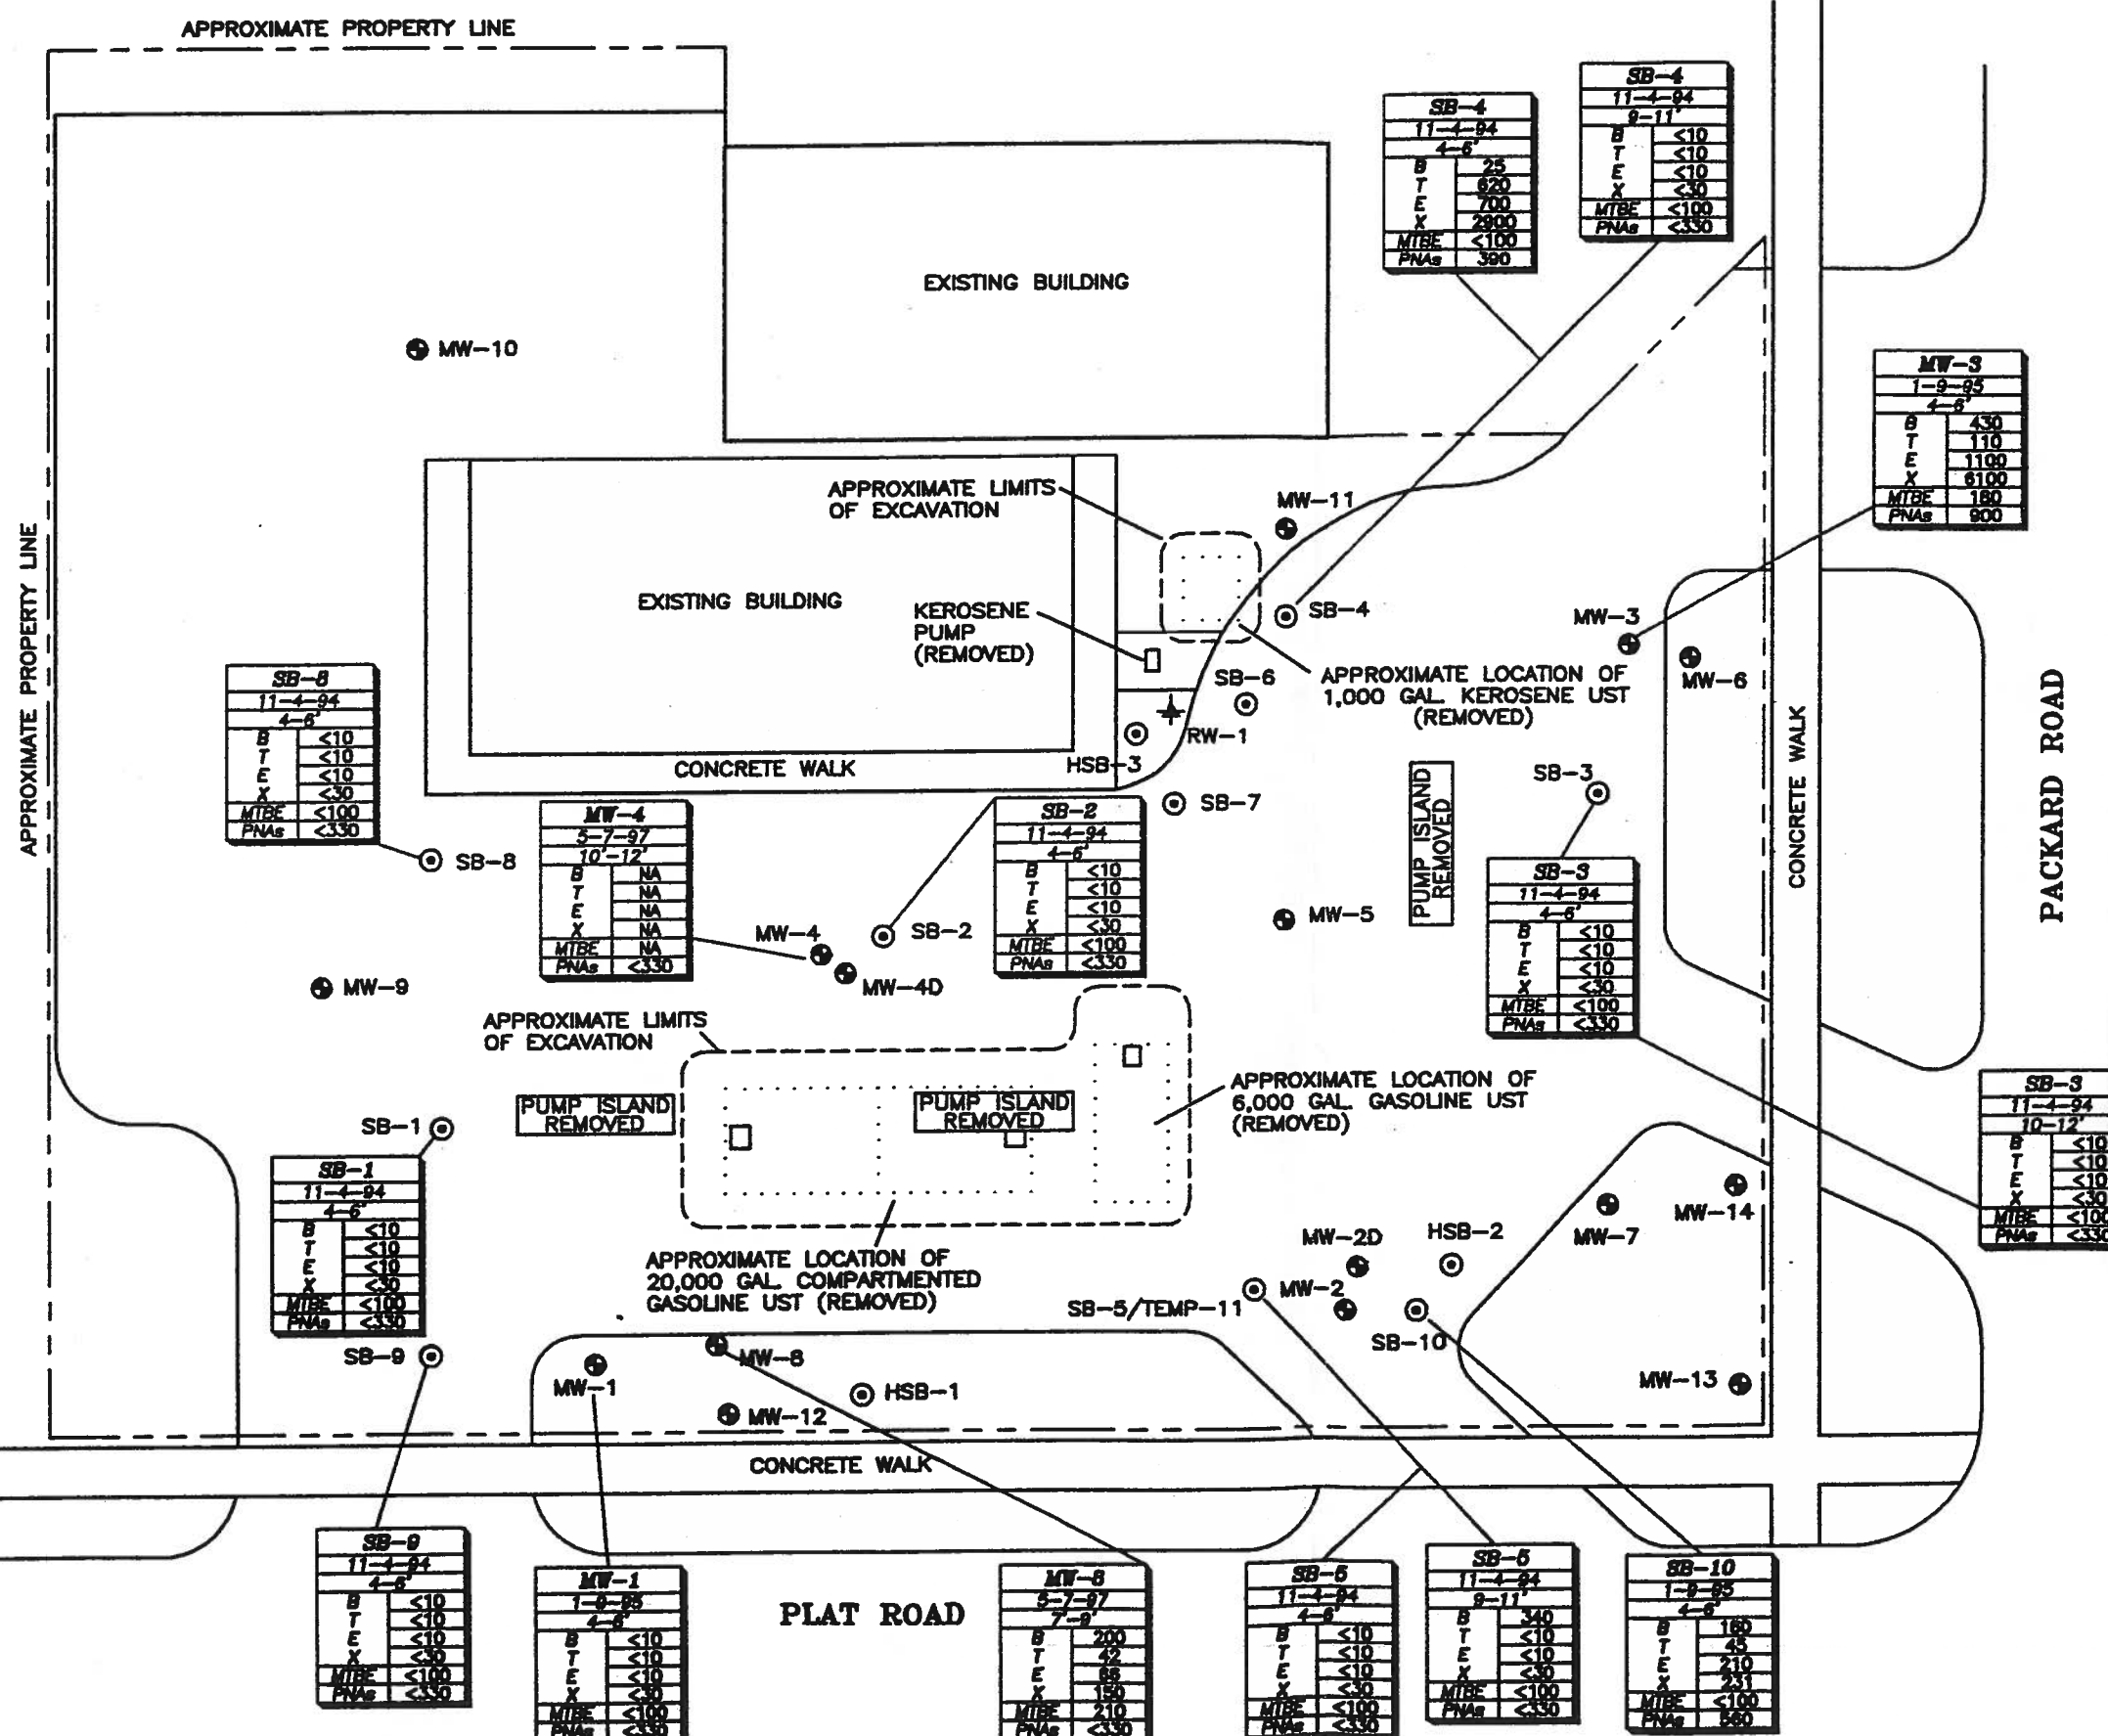 APPROXIMATE PROPERTY LINE
SB-4
11-4-94
4-6'
B 25
T 620
E 700
X 2900
MTBE <100
PNAs 390
SB-4
11-4-94
9-11'
B <10
T <10
E <10
X <30
MTBE <100
PNAs <330
EXISTING BUILDING
MW-10
MW-3
1-9-95
4-6'
B 430
T 110
E 1100
X 6100
MTBE 180
PNAs 900
APPROXIMATE LIMITS
OF EXCAVATION
MW-11
APPROXIMATE PROPERTY LINE
EXISTING BUILDING
KEROSENE
PUMP
(REMOVED)
SB-4
MW-3
MW-6
SB-6
APPROXIMATE LOCATION OF
1,000 GAL. KEROSENE UST
(REMOVED)
RW-1
HSB-3
CONCRETE WALK
CONCRETE WALK
PACKARD ROAD
SB-8
11-4-94
4-6'
B <10
T <10
E <10
X <30
MTBE <100
PNAs <330
SB-8
MW-4
5-7-97
10'-12'
B NA
T NA
E NA
X NA
MTBE NA
PNAs <330
SB-2
11-4-94
4-6'
B <10
T <10
E <10
X <30
MTBE <100
PNAs <330
SB-7
PUMP ISLAND
REMOVED
SB-3
SB-3
11-4-94
4-6'
B <10
T <10
E <10
X <30
MTBE <100
PNAs <330
MW-4
SB-2
MW-4D
MW-5
MW-9
APPROXIMATE LIMITS
OF EXCAVATION
PUMP ISLAND
REMOVED
PUMP ISLAND
REMOVED
APPROXIMATE LOCATION OF
6,000 GAL. GASOLINE UST
(REMOVED)
SB-3
11-4-94
10-12'
B <10
T <10
E <10
X <30
MTBE <100
PNAs <330
SB-1
SB-1
11-4-94
4-6'
B <10
T <10
E <10
X <30
MTBE <100
PNAs <330
APPROXIMATE LOCATION OF
20,000 GAL. COMPARTMENTED
GASOLINE UST (REMOVED)
MW-14
MW-7
MW-2D
HSB-2
MW-2
SB-5/TEMP-11
SB-10
SB-9
MW-8
MW-1
HSB-1
MW-12
MW-13
CONCRETE WALK
SB-9
11-4-94
4-6'
B <10
T <10
E <10
X <30
MTBE <100
PNAs <330
MW-1
1-9-95
4-6'
B <10
T <10
E <10
X <30
MTBE <100
PNAs <330
PLAT ROAD
MW-8
5-7-97
7'-9'
B 200
T 42
E
X 150
MTBE 210
PNAs <330
SB-5
11-4-94
4-6'
B <10
T <10
E <10
X <30
MTBE <100
PNAs <330
SB-5
11-4-94
9-11'
B 340
T <10
E <10
X <30
MTBE <100
PNAs <330
SB-10
1-9-95
4-6'
B 160
T 45
E 210
X 231
MTBE <100
PNAs 560